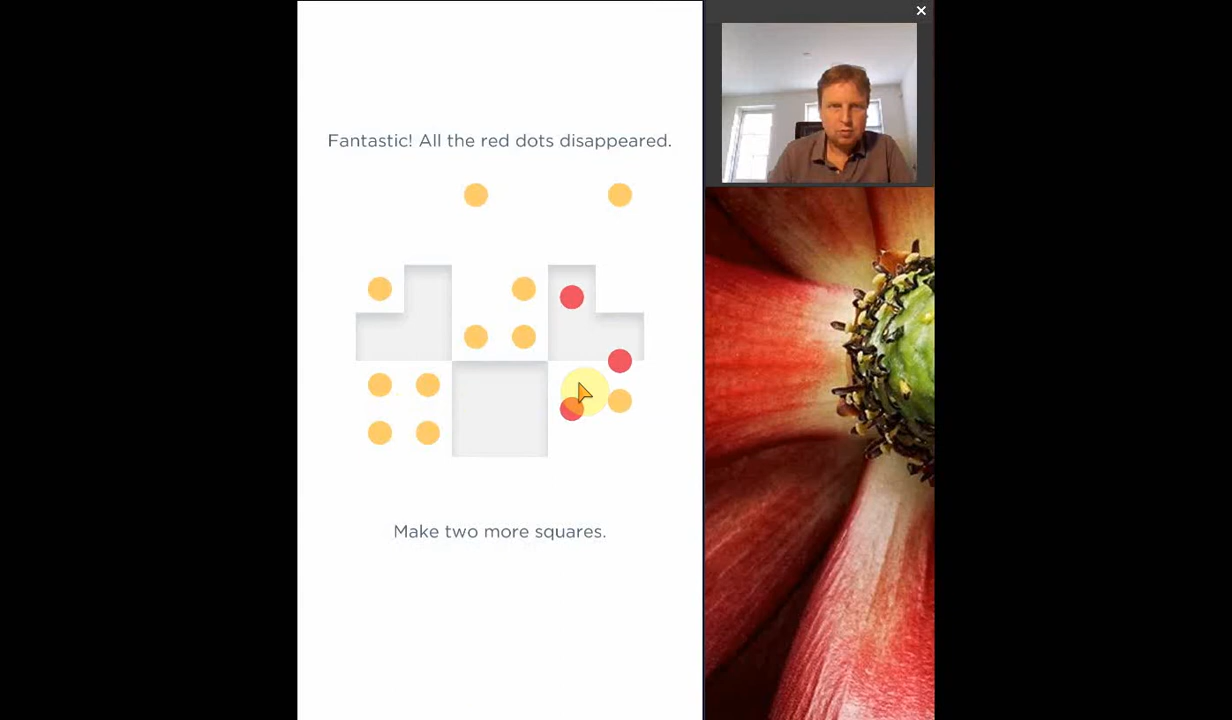 Fantastic! All the red dots disappeared.
Make two more squares.